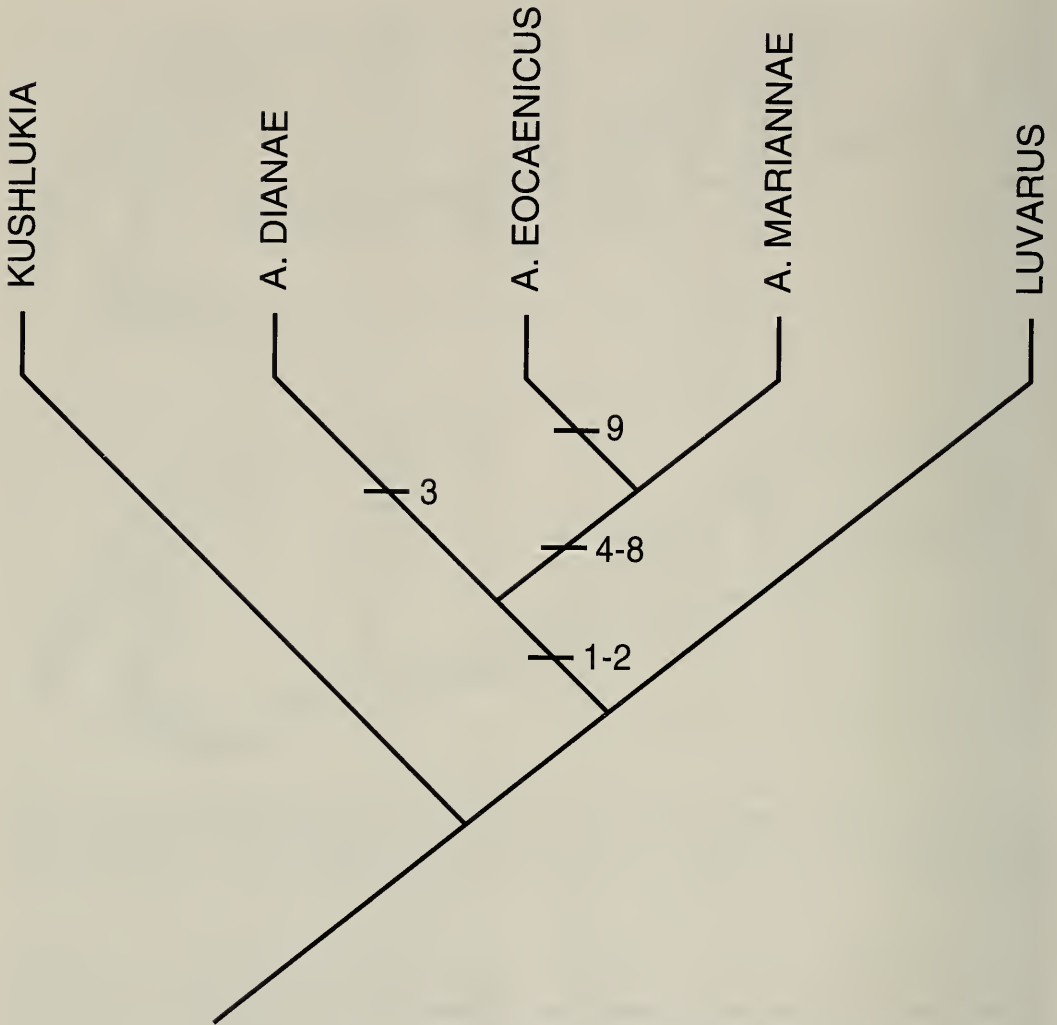 KUSHLUKIA
A. DIANAE
A. EOCAENICUS
A. MARIANNAE
LUVARUS
9
3
4-8
1-2